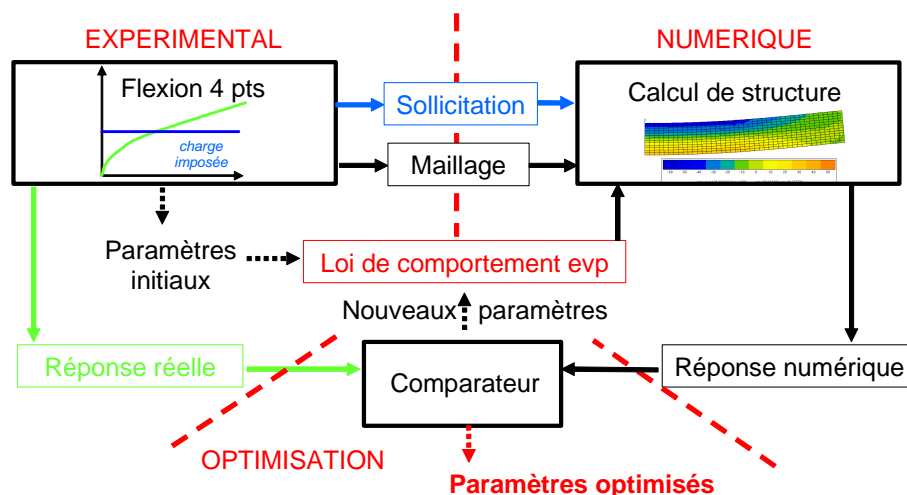 EXPERIMENTAL
NUMERIQUE
Flexion 4 pts
charge
imposée
Sollicitation
Maillage
Calcul de structure
Paramètres
initiaux
Loi de comportement evp
Nouveaux paramètres
Réponse réelle
Comparateur
Réponse numérique
OPTIMISATION
Paramètres optimisés